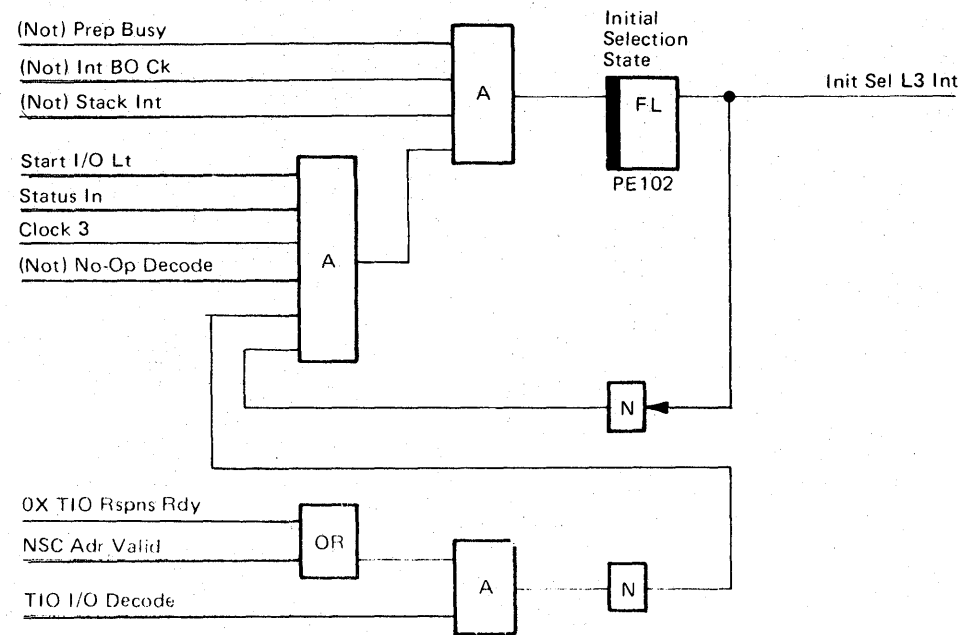 (Not) Prep Busy
(Not) Int BO Ck
(Not) Stack Int
A
Initial
Selection
State
FL
PE102
Init Sel L3 Int
Start I/O Lt
Status In
Clock 3
(Not) No-Op Decode
A
N
0X TIO Rspns Rdy
NSC Adr Valid
OR
TIO I/O Decode
A
N